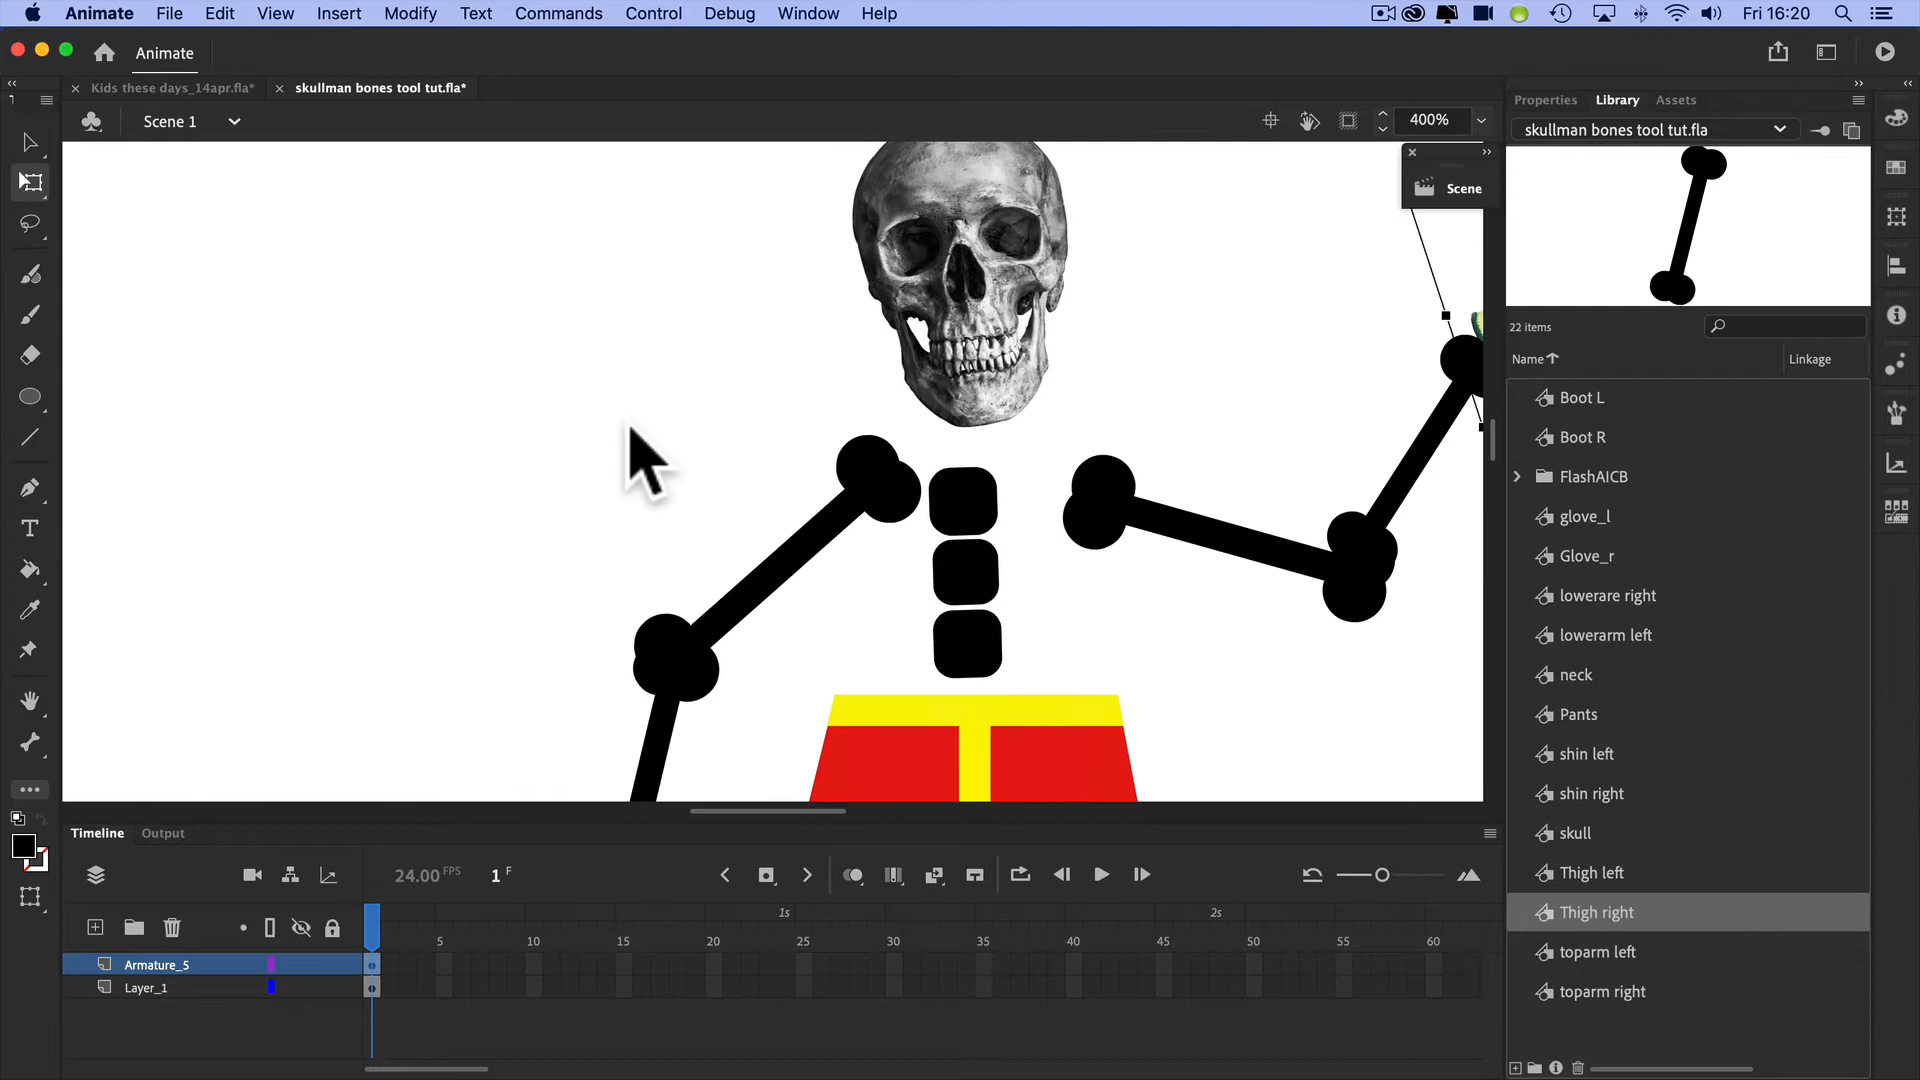 Animate File Edit View Insert Modify Text Commands Control Debug Window Help Fri 16:20
Animate
Kids these days_14apr.fla* skullman bones tool tut.fla*
Scene 1 400%
Scene
Properties Library Assets
skullman bones tool tut.fla
22 items
Name Linkage
Boot L
Boot R
FlashAICB
glove_l
Glove_r
lowerare right
lowerarm left
neck
Pants
shin left
shin right
skull
Thigh left
Thigh right
toparm left
toparm right
Timeline Output
24.00 FPS 1 F
1s 2s
5 10 15 20 25 30 35 40 45 50 55 60
Armature_5
Layer_1